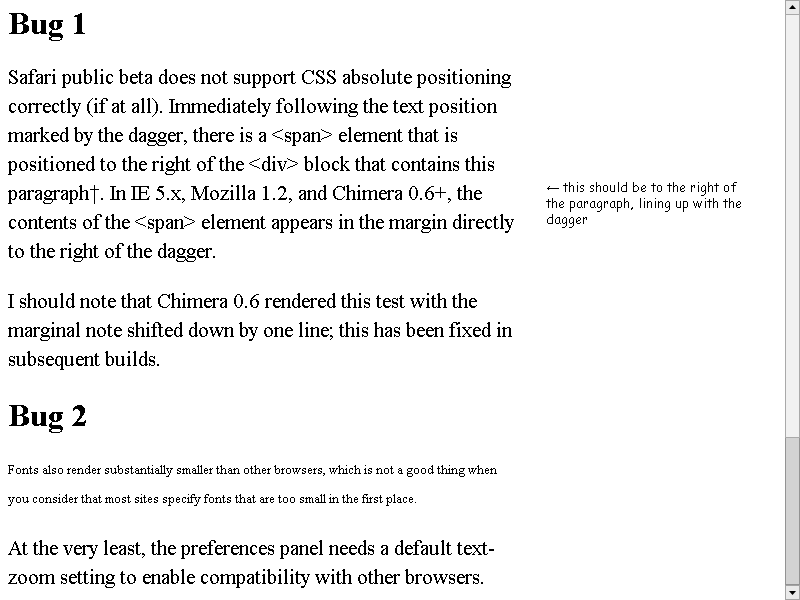 Bug 1
Safari public beta does not support CSS absolute positioning
correctly (if at all). Immediately following the text position
marked by the dagger, there is a <span> element that is
positioned to the right of the <div> block that contains this
paragraph†. In IE 5.x, Mozilla 1.2, and Chimera 0.6+, the
contents of the <span> element appears in the margin directly
to the right of the dagger.
← this should be to the right of
the paragraph, lining up with the
dagger
I should note that Chimera 0.6 rendered this test with the
marginal note shifted down by one line; this has been fixed in
subsequent builds.
Bug 2
Fonts also render substantially smaller than other browsers, which is not a good thing when
you consider that most sites specify fonts that are too small in the first place.
At the very least, the preferences panel needs a default text-
zoom setting to enable compatibility with other browsers.